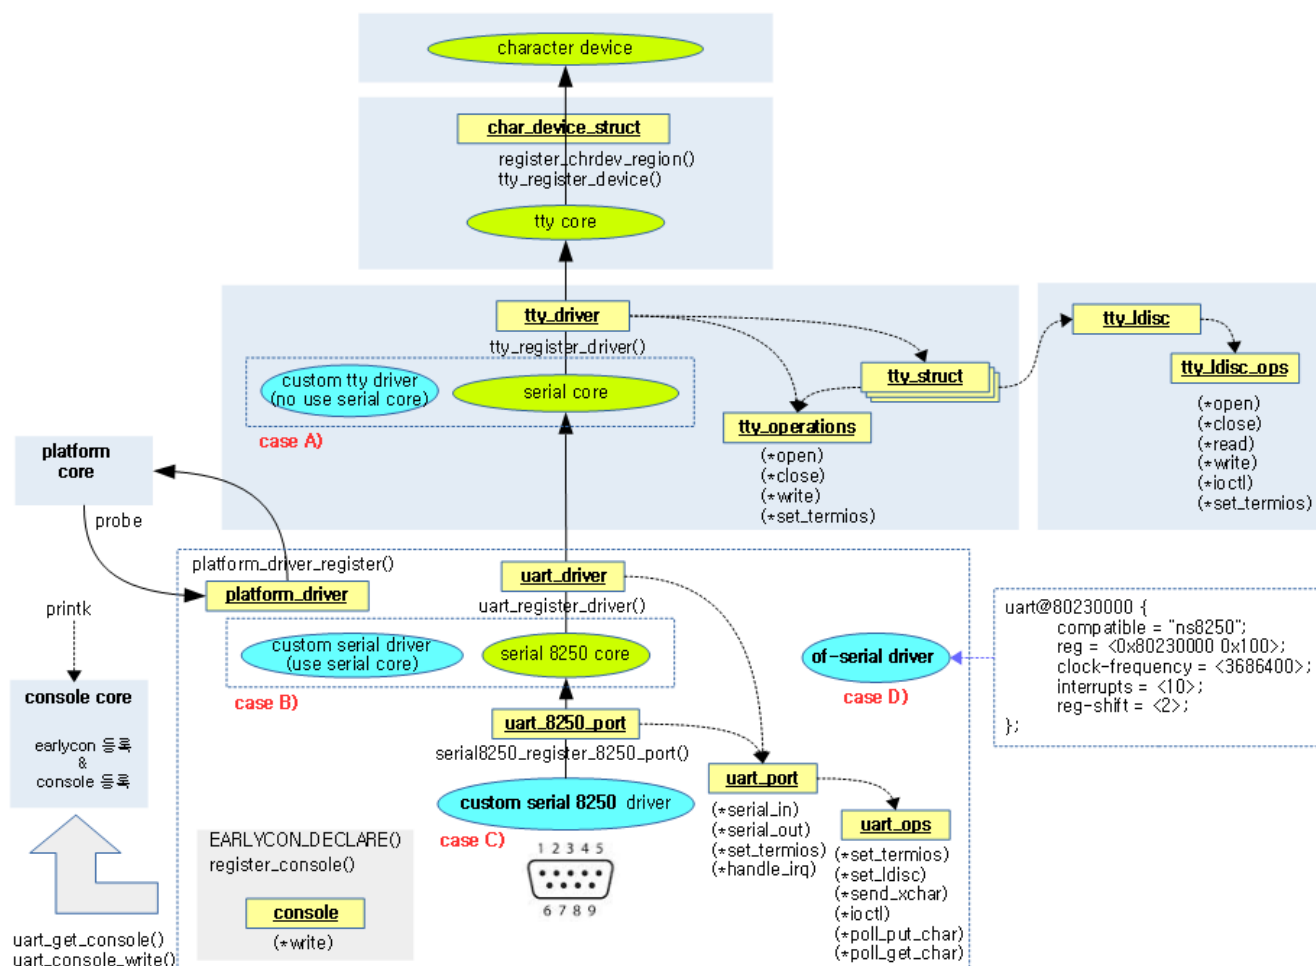 character device
char_device_struct
register_chrdev_region()
tty_register_device()
tty core
tty_driver
tty_register_driver()
custom tty driver
(no use serial core)
serial core
case A)
tty_struct
tty_operations
(*open)
(*close)
(*write)
(*set_termios)
tty_ldisc
tty_ldisc_ops
(*open)
(*close)
(*read)
(*write)
(*ioctl)
(*set_termios)
platform
core
probe
platform_driver_register()
platform_driver
printk
console core
earlycon 등록
&
console 등록
uart_get_console()
uart_console_write()
uart_driver
uart_register_driver()
custom serial driver
(use serial core)
serial 8250 core
case B)
uart_8250_port
serial8250_register_8250_port()
custom serial 8250 driver
case C)
1 2 3 4 5
6 7 8 9
EARLYCON_DECLARE()
register_console()
console
(*write)
uart_port
(*serial_in)
(*serial_out)
(*set_termios)
(*handle_irq)
uart_ops
(*set_termios)
(*set_ldisc)
(*send_xchar)
(*ioctl)
(*poll_put_char)
(*poll_get_char)
of-serial driver
case D)
uart@80230000 {
compatible = "ns8250";
reg = <0x80230000 0x100>;
clock-frequency = <3686400>;
interrupts = <10>;
reg-shift = <2>;
};